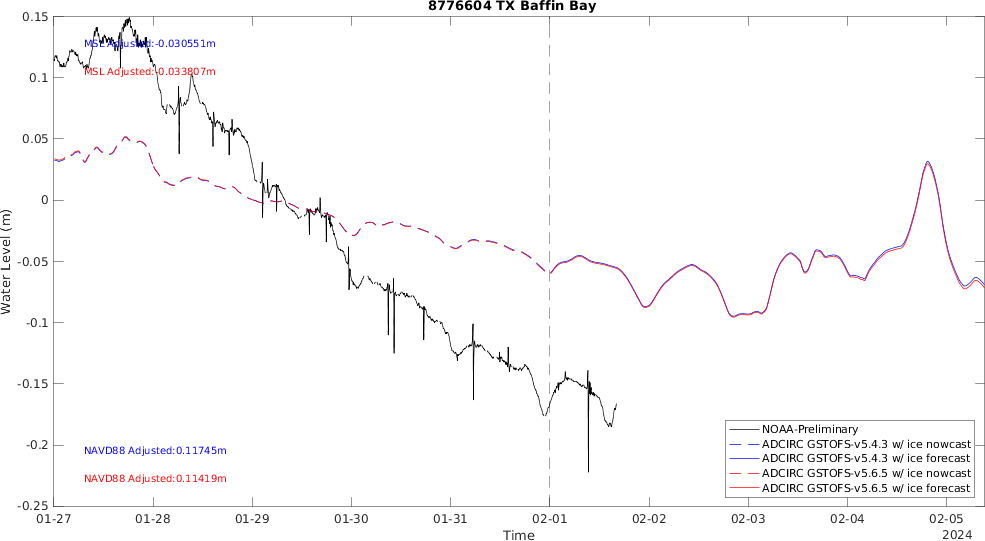 8776604 TX Baffin Bay
0.15
0.1
0.05
0
-0.05
-0.1
-0.15
-0.2
-0.25
Water Level (m)
MSL Adjusted:-0.030551m
MSL Adjusted:-0.033807m
NAVD88 Adjusted:0.11745m
NAVD88 Adjusted:0.11419m
NOAA-Preliminary
ADCIRC GSTOFS-v5.4.3 w/ ice nowcast
ADCIRC GSTOFS-v5.4.3 w/ ice forecast
ADCIRC GSTOFS-v5.6.5 w/ ice nowcast
ADCIRC GSTOFS-v5.6.5 w/ ice forecast
01-27 01-28 01-29 01-30 01-31 02-01 02-02 02-03 02-04 02-05
Time
2024